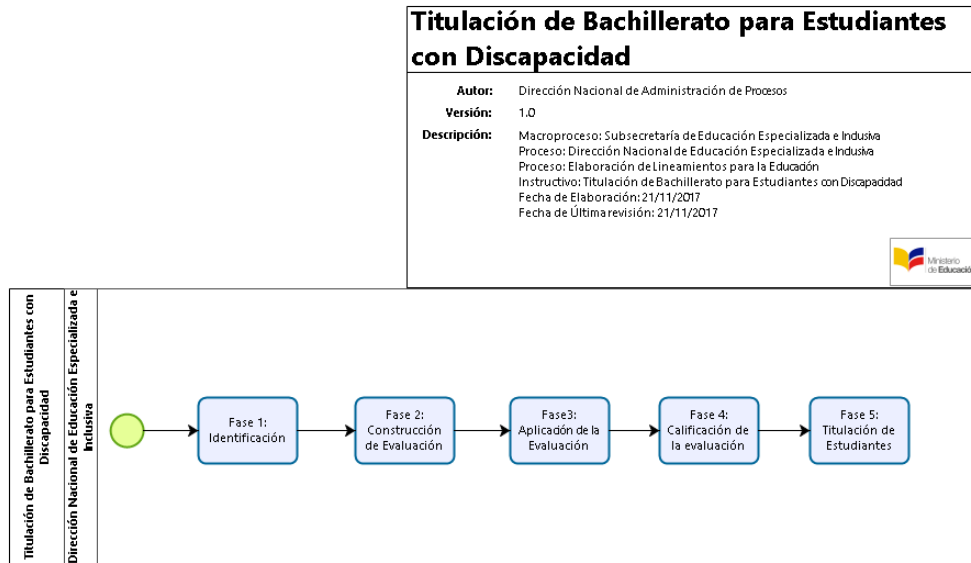 Titulación de Bachillerato para Estudiantes
con Discapacidad
Autor: Dirección Nacional de Administración de Procesos
Versión: 1.0
Descripción: Macroproceso: Subsecretaría de Educación Especializada e Inclusiva
Proceso: Dirección Nacional de Educación Especializada e Inclusiva
Proceso: Elaboración de Lineamientos para la Educación
Instructivo: Titulación de Bachillerato para Estudiantes con Discapacidad
Fecha de Elaboración: 21/11/2017
Fecha de Última revisión: 21/11/2017
Ministerio
de Educació
Titulación de Bachillerato para Estudiantes con
Discapacidad
Dirección Nacional de Educación Especializada e
Inclusiva
Fase 1:
Identificación
Fase 2:
Construcción
de Evaluación
Fase3:
Aplicación de la
Evaluación
Fase 4:
Calificación de
la evaluación
Fase 5:
Titulación de
Estudiantes